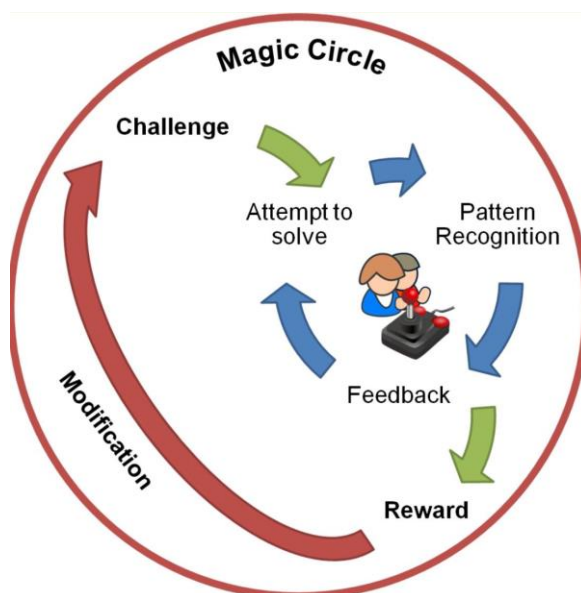 Magic Circle
Challenge
Attempt to
solve
Pattern
Recognition
Feedback
Modification
Reward